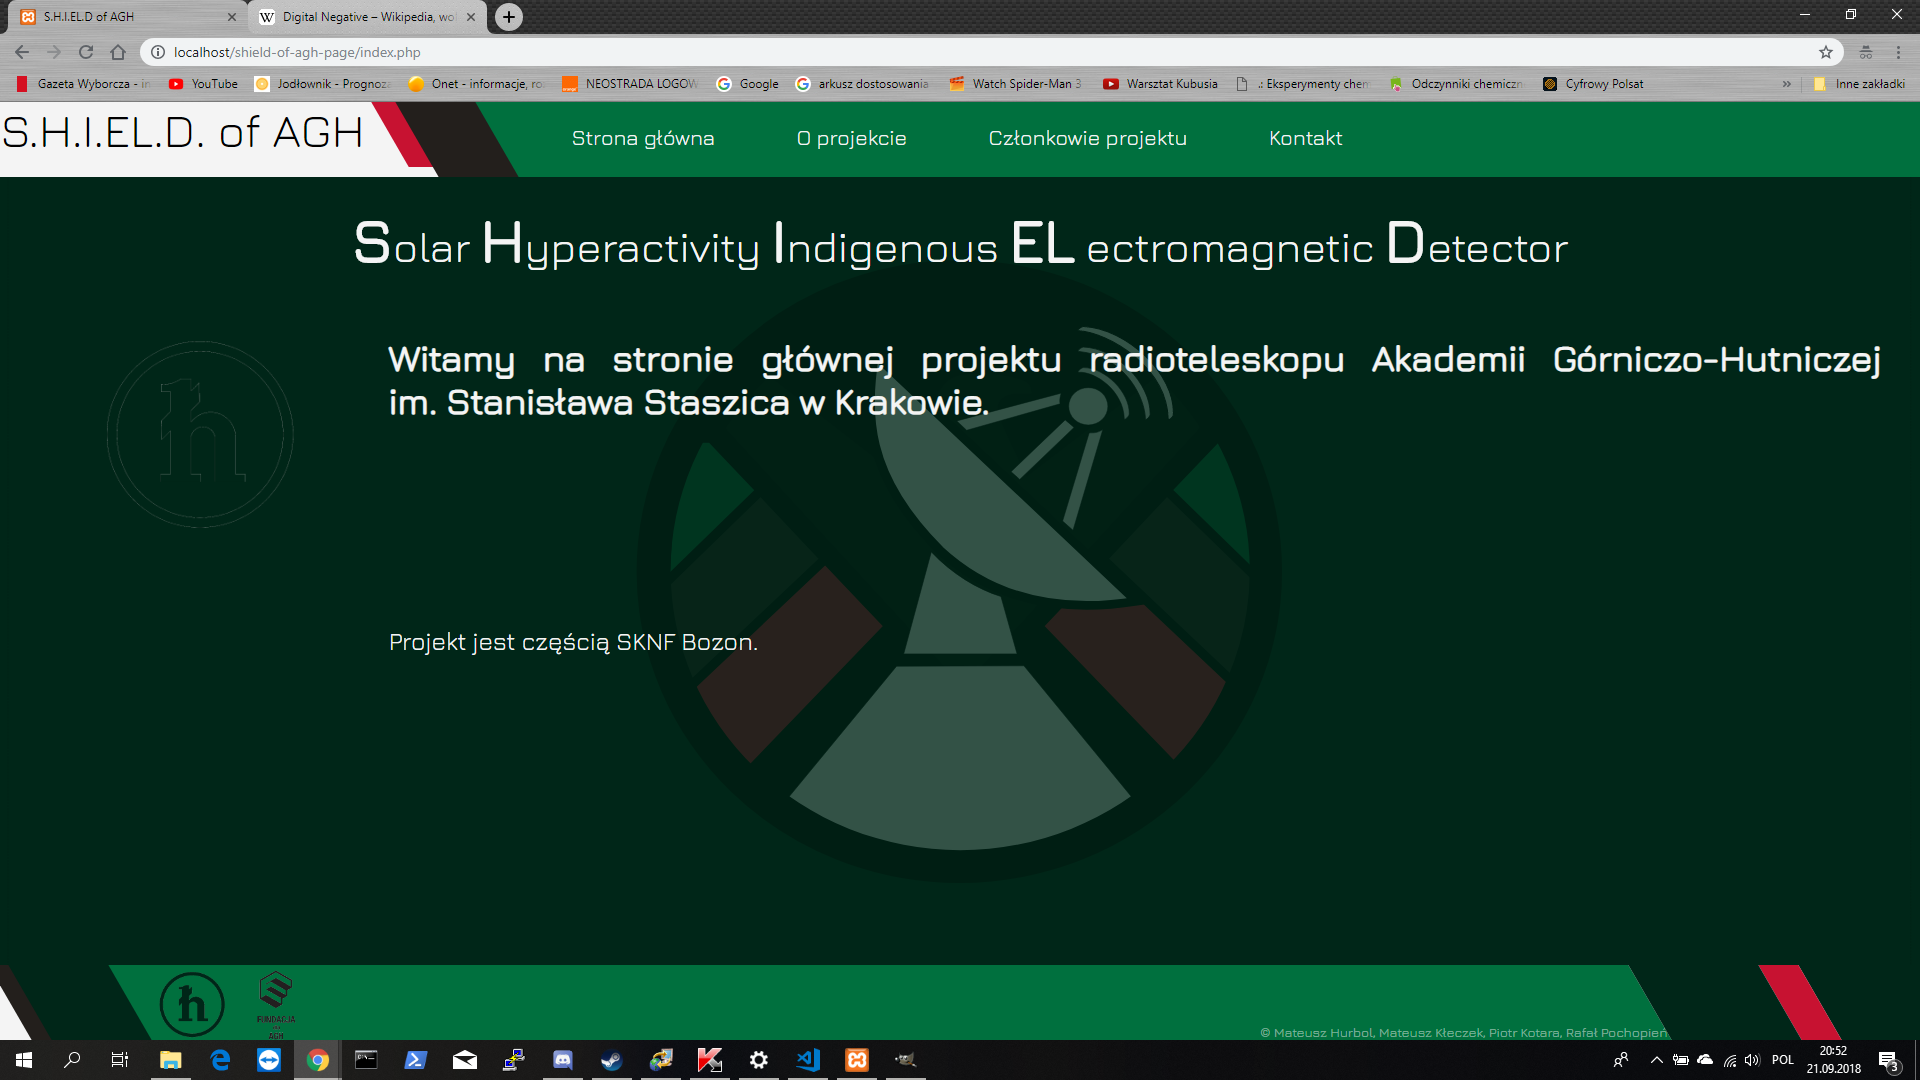 S.H.I.EL.D of AGH
Digital Negative – Wikipedia, wol
localhost/shield-of-agh-page/index.php
Gazeta Wyborcza - in
YouTube
Jodłownik - Prognoza
Onet - informacje, ro
NEOSTRADA LOGOW
Google
arkusz dostosowania
Watch Spider-Man 3
Warsztat Kubusia
.: Eksperymenty chem
Odczynniki chemiczn
Cyfrowy Polsat
»
Inne zakładki
S.H.I.EL.D. of AGH
Strona główna
O projekcie
Członkowie projektu
Kontakt
Solar Hyperactivity Indigenous EL ectromagnetic Detector
Witamy na stronie głównej projektu radioteleskopu Akademii Górniczo-Hutniczej
im. Stanisława Staszica w Krakowie.
Projekt jest częścią SKNF Bozon.
FUNDACJA
AGH
© Mateusz Hurbol, Mateusz Kłeczek, Piotr Kotara, Rafał Pochopień
POL
20:52
21.09.2018
3